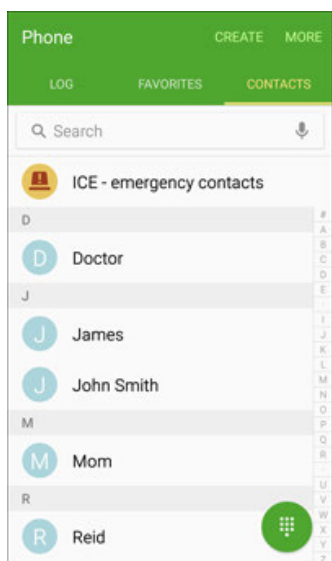 Phone CREATE MORE
LOG FAVORITES CONTACTS
Search
ICE - emergency contacts
D
D Doctor
J
J James
J John Smith
M
M Mom
R
R Reid
#
A
B
C
D
E
I
J
K
L
M
N
O
P
Q
R
U
V
W
X
Y
Z